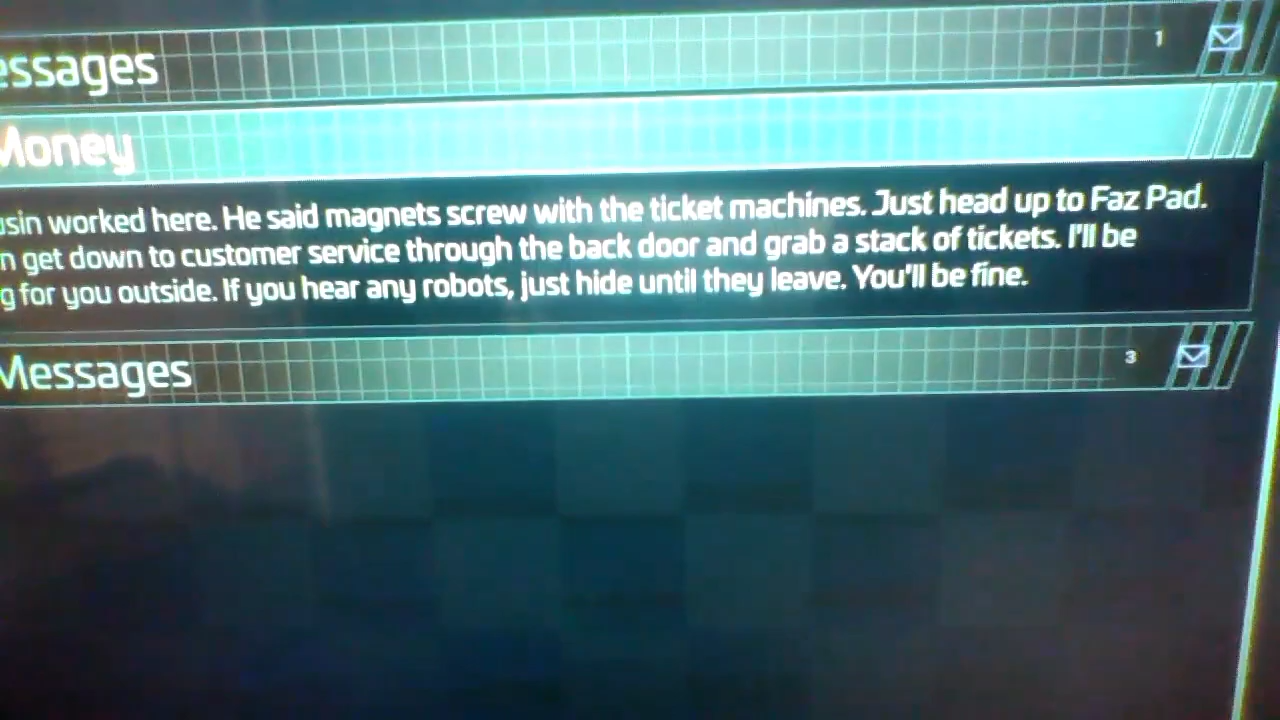 essages 1
Money
usin worked here. He said magnets screw with the ticket machines. Just head up to Faz Pad.
n get down to customer service through the back door and grab a stack of tickets. I'll be
g for you outside. If you hear any robots, just hide until they leave. You'll be fine.
Messages 3